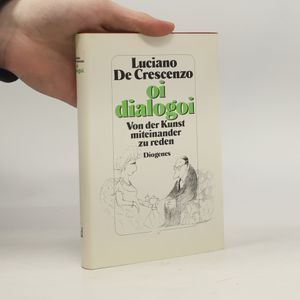 Luciano
De Crescenzo
oi
dialogoi
Von der Kunst
miteinander
zu reden
Diogenes